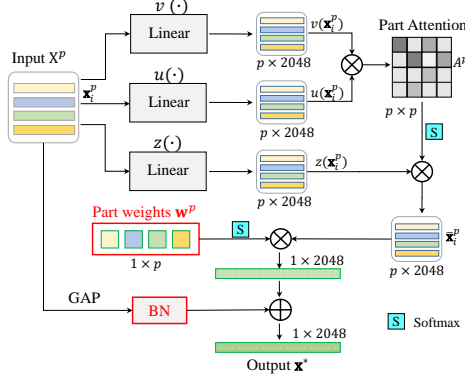 v(·)
Input X^p
Linear
v(x_i^p)
p × 2048
Part Attention
A^p
p × p
x_i^p
u(·)
Linear
u(x_i^p)
p × 2048
S
z(·)
Linear
z(x_i^p)
p × 2048
Part weights w^p
S
1 × p
x̄_i^p
p × 2048
1 × 2048
GAP
BN
1 × 2048
S Softmax
Output x*